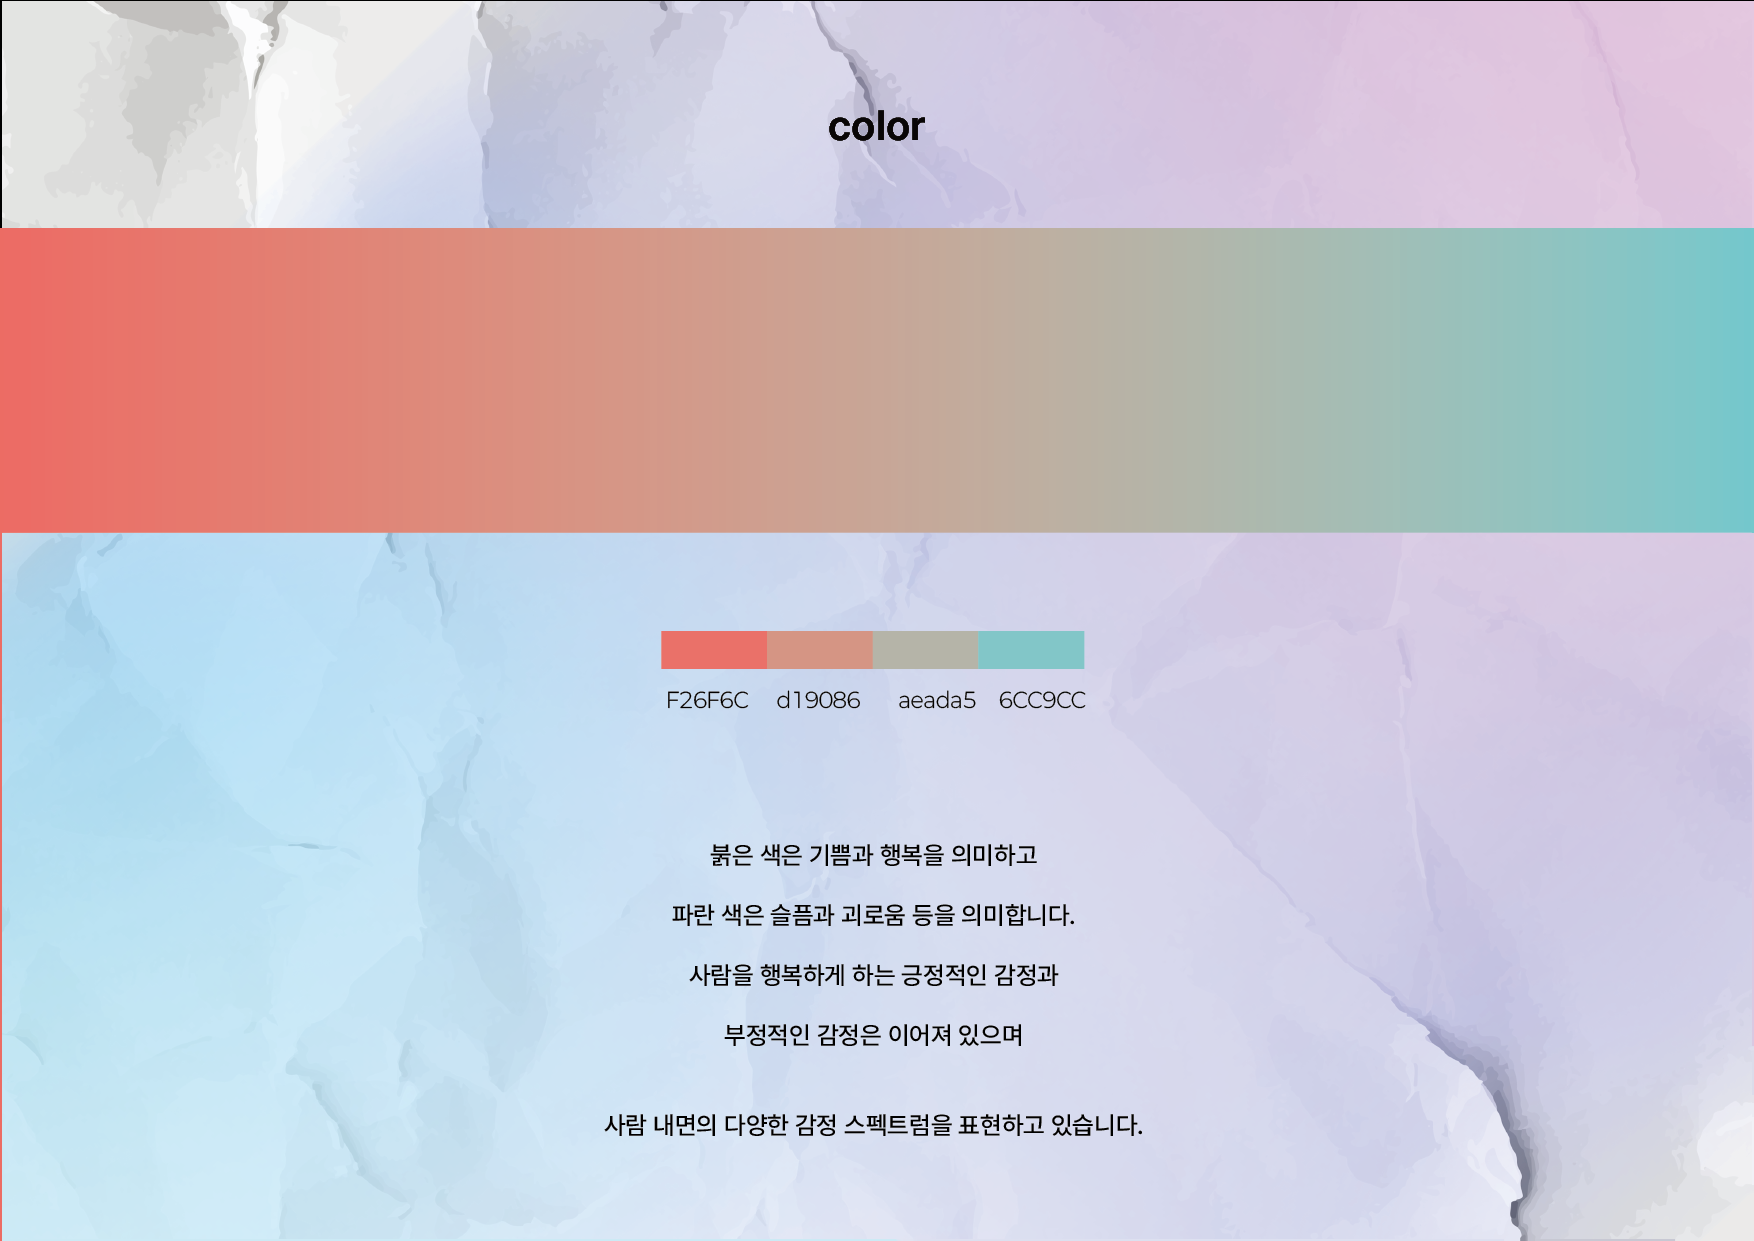 color
F26F6C d19086 aeada5 6CC9CC
붉은 색은 기쁨과 행복을 의미하고
파란 색은 슬픔과 괴로움 등을 의미합니다.
사람을 행복하게 하는 긍정적인 감정과
부정적인 감정은 이어져 있으며
사람 내면의 다양한 감정 스펙트럼을 표현하고 있습니다.